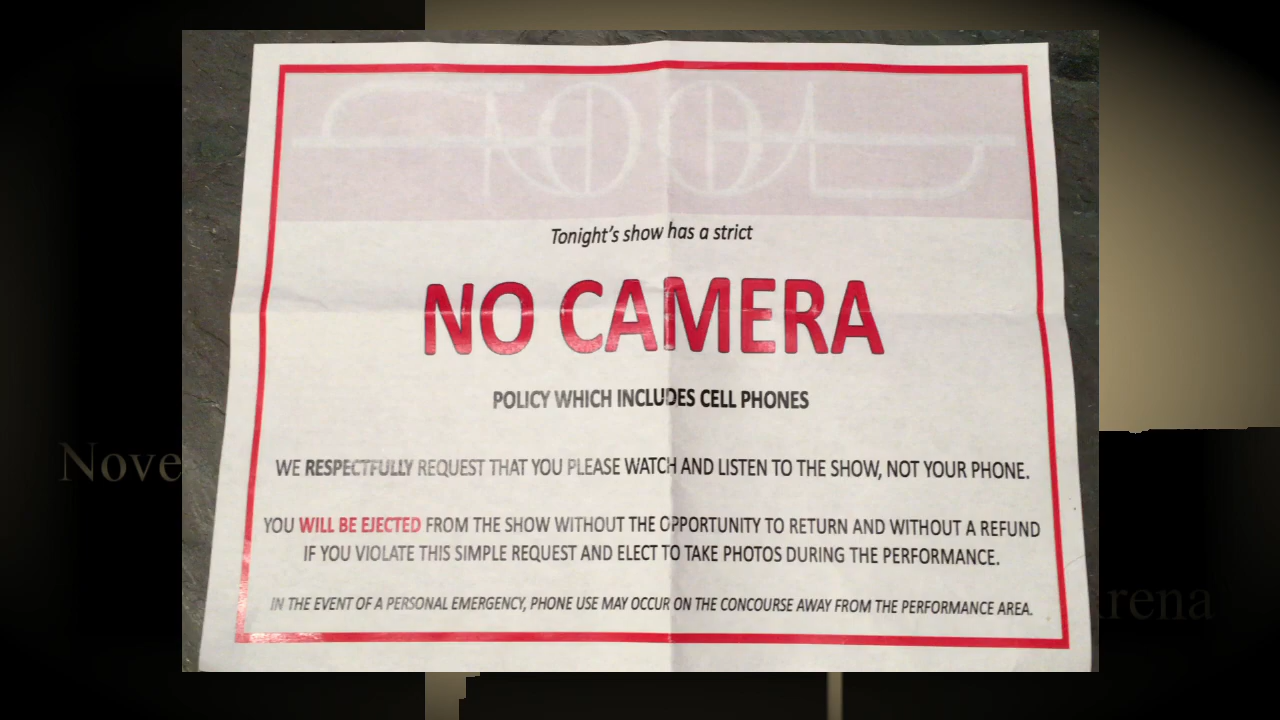 TOOL
Tonight's show has a strict
NO CAMERA
POLICY WHICH INCLUDES CELL PHONES
WE RESPECTFULLY REQUEST THAT YOU PLEASE WATCH AND LISTEN TO THE SHOW, NOT YOUR PHONE.
YOU WILL BE EJECTED FROM THE SHOW WITHOUT THE OPPORTUNITY TO RETURN AND WITHOUT A REFUND
IF YOU VIOLATE THIS SIMPLE REQUEST AND ELECT TO TAKE PHOTOS DURING THE PERFORMANCE.
IN THE EVENT OF A PERSONAL EMERGENCY, PHONE USE MAY OCCUR ON THE CONCOURSE AWAY FROM THE PERFORMANCE AREA.